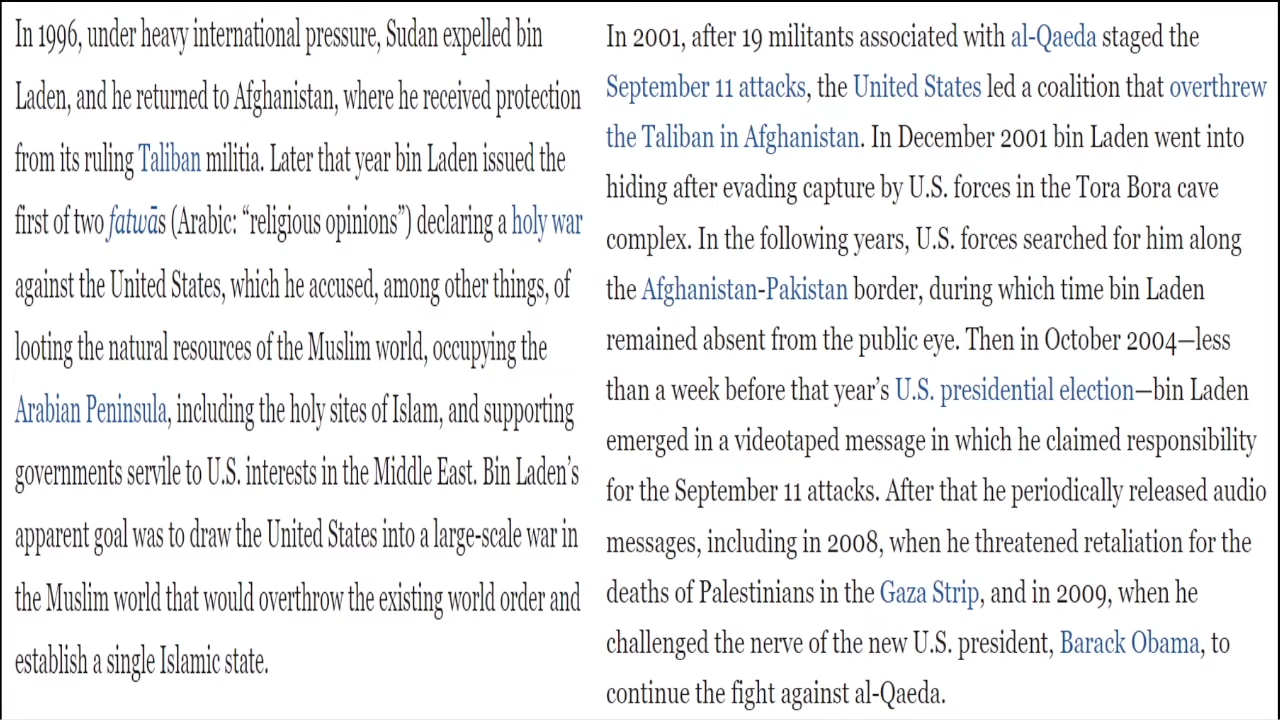 In 1996, under heavy international pressure, Sudan expelled bin
Laden, and he returned to Afghanistan, where he received protection
from its ruling Taliban militia. Later that year bin Laden issued the
first of two fatwās (Arabic: “religious opinions”) declaring a holy war
against the United States, which he accused, among other things, of
looting the natural resources of the Muslim world, occupying the
Arabian Peninsula, including the holy sites of Islam, and supporting
governments servile to U.S. interests in the Middle East. Bin Laden’s
apparent goal was to draw the United States into a large-scale war in
the Muslim world that would overthrow the existing world order and
establish a single Islamic state.
In 2001, after 19 militants associated with al-Qaeda staged the
September 11 attacks, the United States led a coalition that overthrew
the Taliban in Afghanistan. In December 2001 bin Laden went into
hiding after evading capture by U.S. forces in the Tora Bora cave
complex. In the following years, U.S. forces searched for him along
the Afghanistan-Pakistan border, during which time bin Laden
remained absent from the public eye. Then in October 2004—less
than a week before that year’s U.S. presidential election—bin Laden
emerged in a videotaped message in which he claimed responsibility
for the September 11 attacks. After that he periodically released audio
messages, including in 2008, when he threatened retaliation for the
deaths of Palestinians in the Gaza Strip, and in 2009, when he
challenged the nerve of the new U.S. president, Barack Obama, to
continue the fight against al-Qaeda.